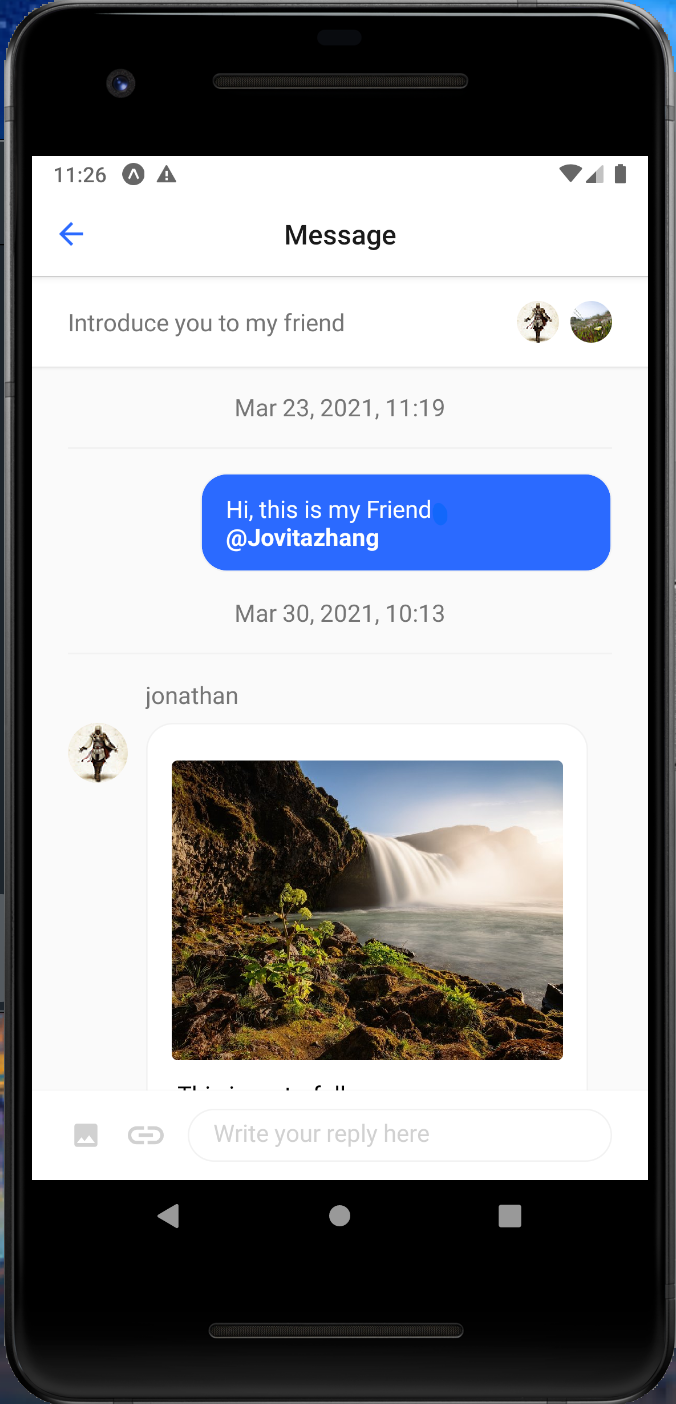 11:26
Message
Introduce you to my friend
Mar 23, 2021, 11:19
Hi, this is my Friend
@Jovitazhang
Mar 30, 2021, 10:13
jonathan
Write your reply here